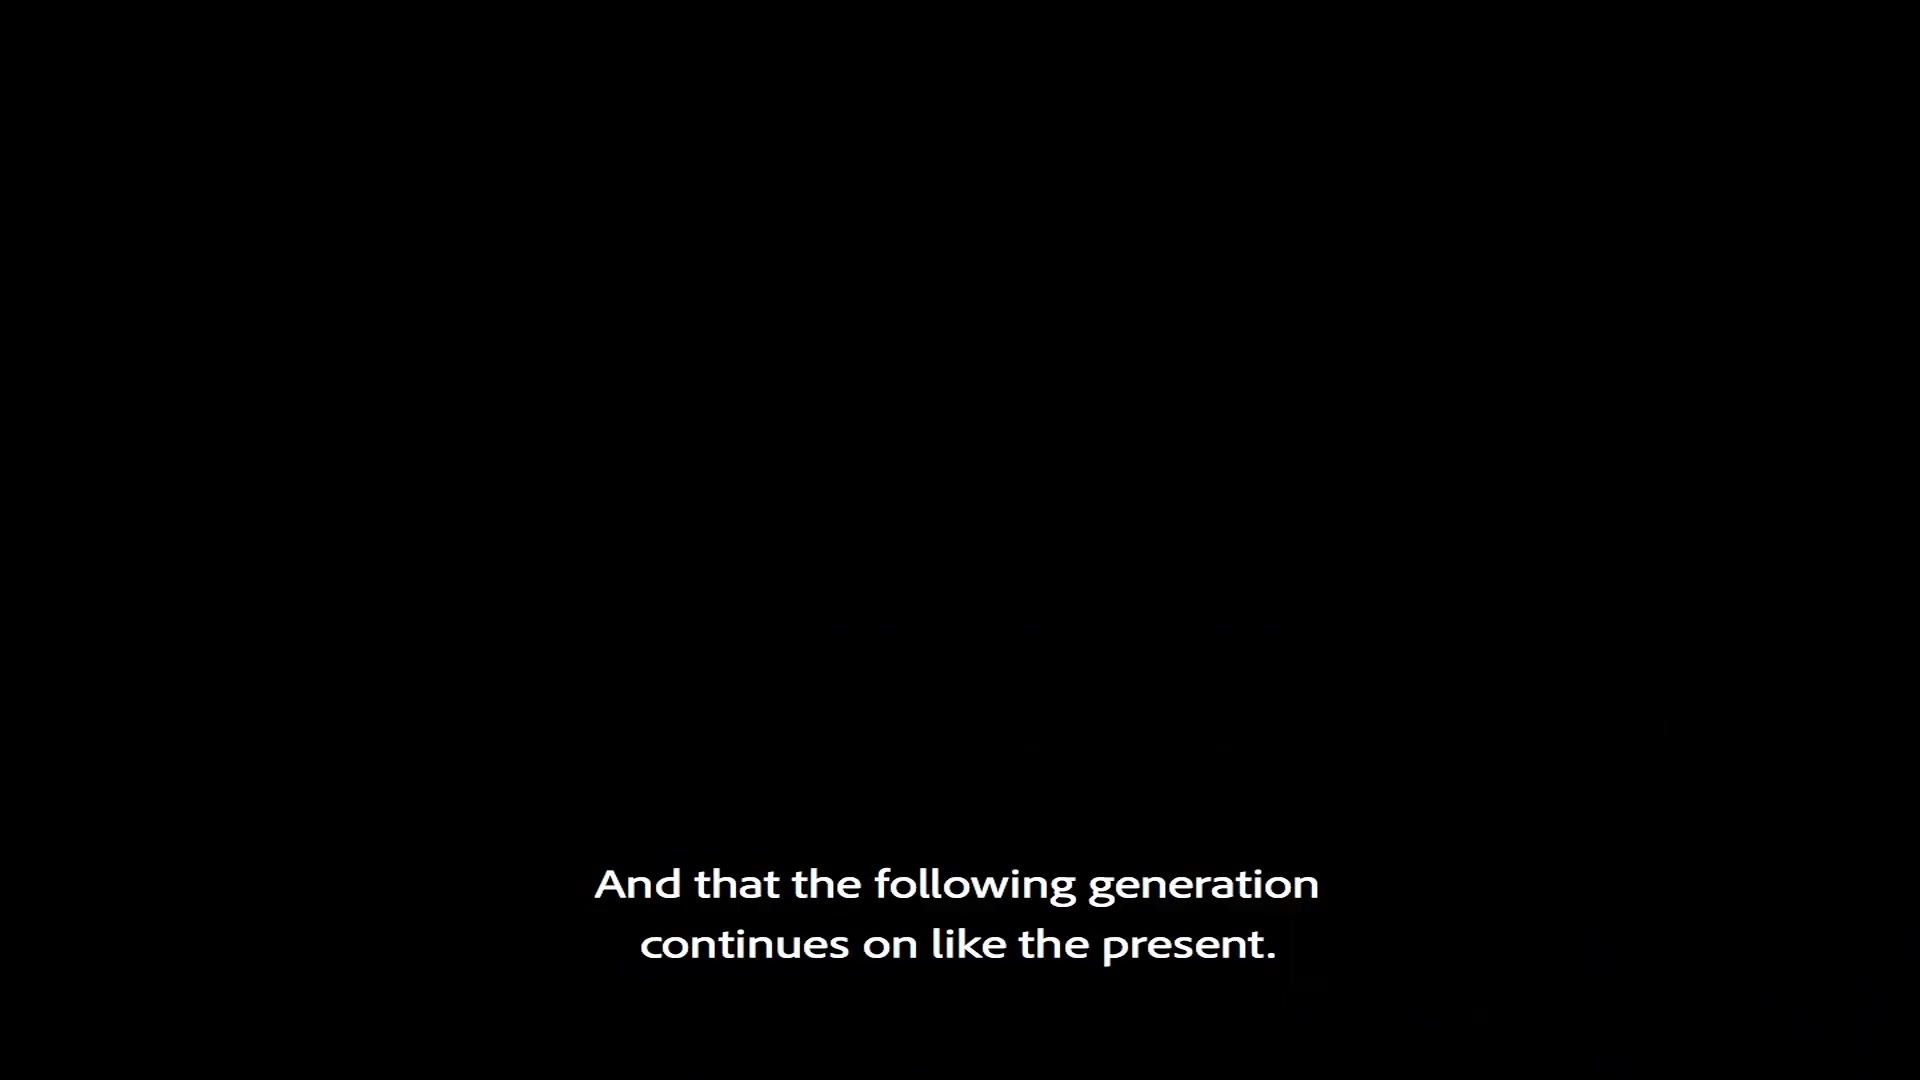 And that the following generation
continues on like the present.